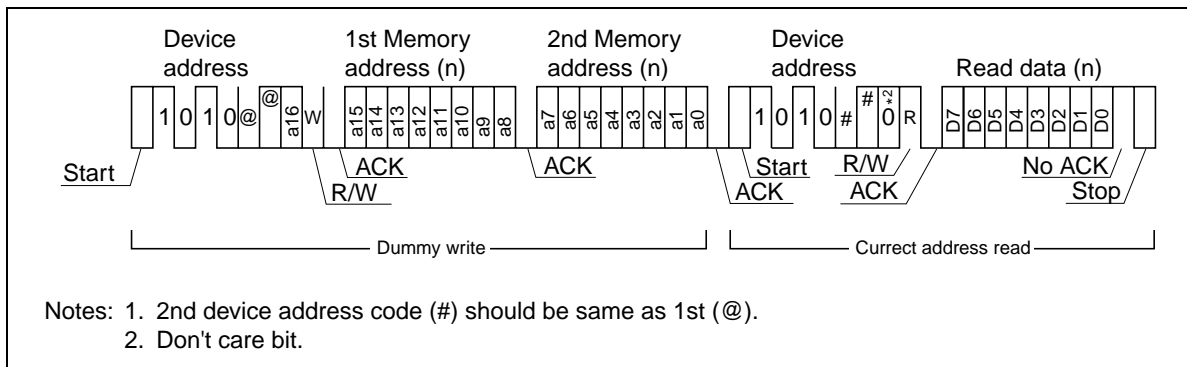 Device address 1st Memory address (n) 2nd Memory address (n) Device address Read data (n)
1 0 1 0 @ @ a16 W a15 a14 a13 a12 a11 a10 a9 a8 a7 a6 a5 a4 a3 a2 a1 a0 1 0 1 0 # # 0*2 R D7 D6 D5 D4 D3 D2 D1 D0
Start ACK ACK Start R/W No ACK
R/W ACK ACK Stop
Dummy write Currect address read
Notes: 1. 2nd device address code (#) should be same as 1st (@).
2. Don't care bit.